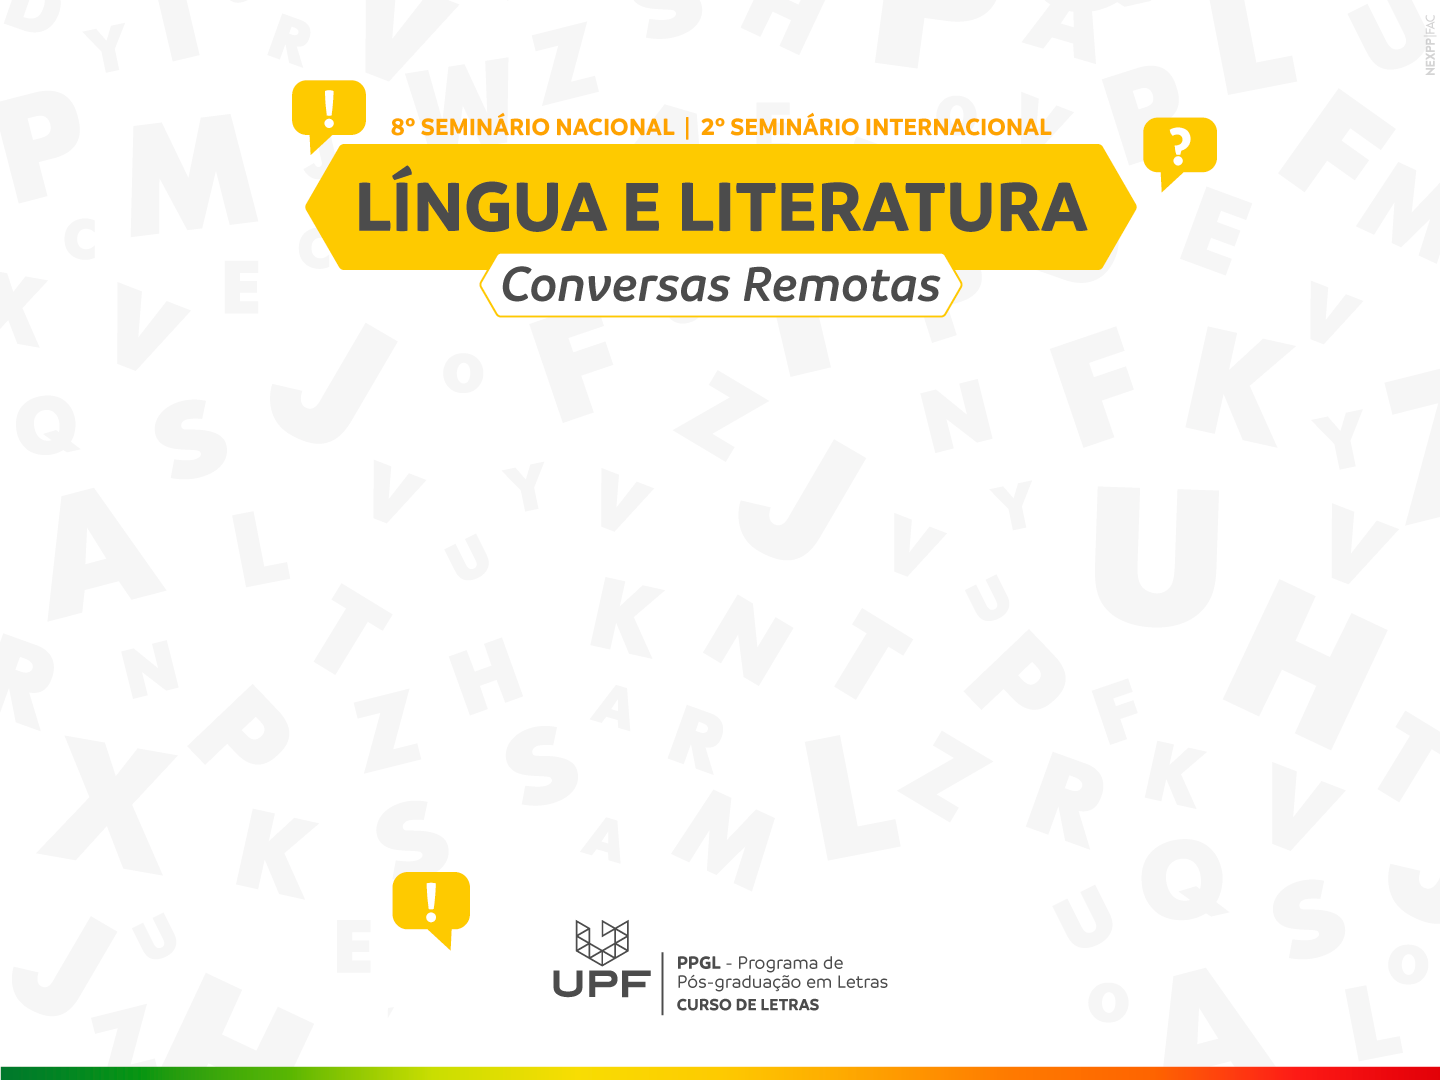 NEXPP|FAC
!
8º SEMINÁRIO NACIONAL | 2º SEMINÁRIO INTERNACIONAL
?
LÍNGUA E LITERATURA
Conversas Remotas
!
UPF
PPGL - Programa de
Pós-graduação em Letras
CURSO DE LETRAS